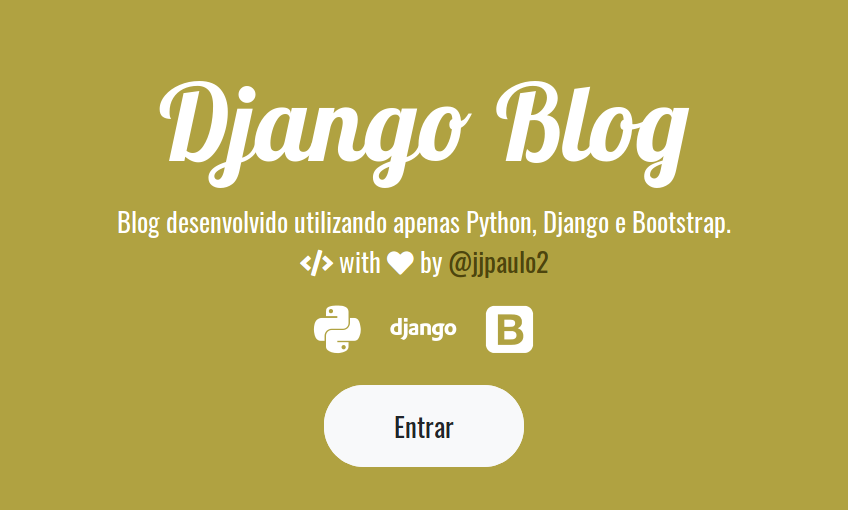 Django Blog
Blog desenvolvido utilizando apenas Python, Django e Bootstrap.
</> with ♥ by @jjpaulo2
django B
Entrar